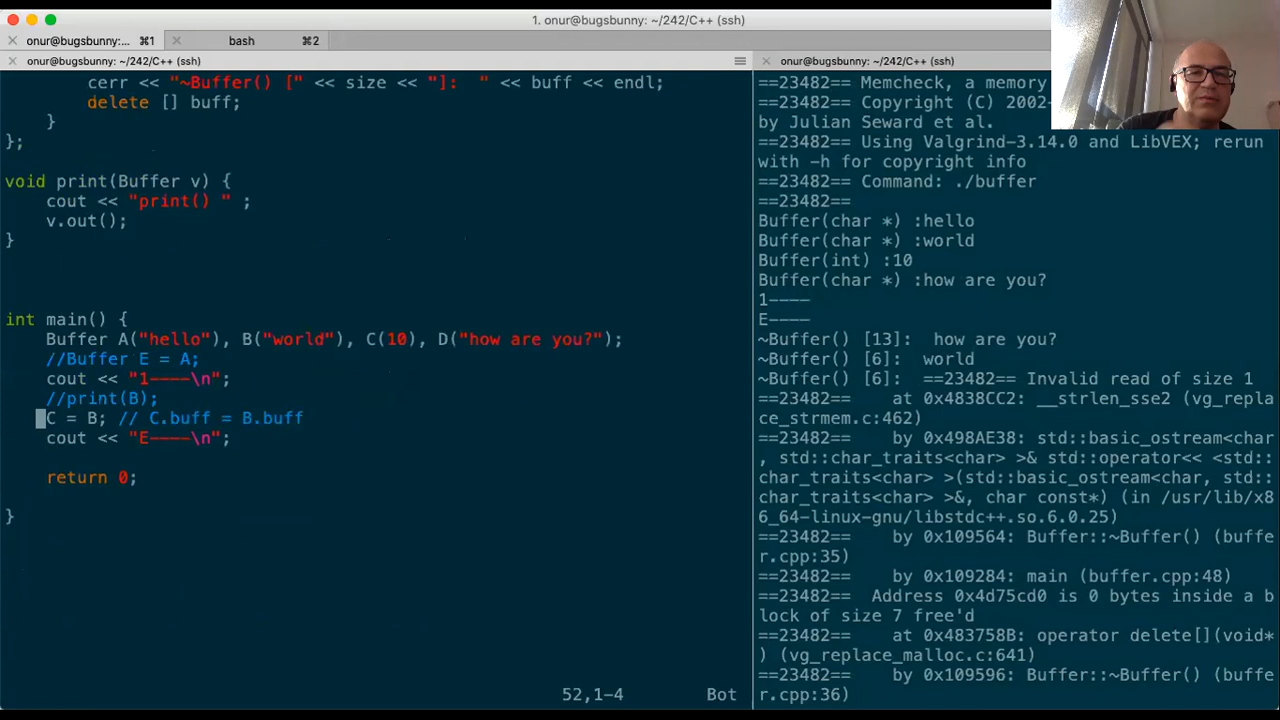 1. onur@bugsbunny: ~/242/C++ (ssh)
onur@bugsbunny:... ⌘1
bash ⌘2
onur@bugsbunny: ~/242/C++ (ssh)
cerr << "~Buffer() [" << size << "]:  " << buff << endl;
delete [] buff;
}
};
void print(Buffer v) {
cout << "print() " ;
v.out();
}
int main() {
Buffer A("hello"), B("world"), C(10), D("how are you?");
//Buffer E = A;
cout << "1----\n";
//print(B);
C = B; // C.buff = B.buff
cout << "E----\n";
return 0;
}
52,1-4 Bot
onur@bugsbunny: ~/242/C++ (ssh)
==23482== Memcheck, a memory
==23482== Copyright (C) 2002-
by Julian Seward et al.
==23482== Using Valgrind-3.14.0 and LibVEX; rerun
with -h for copyright info
==23482== Command: ./buffer
==23482==
Buffer(char *) :hello
Buffer(char *) :world
Buffer(int) :10
Buffer(char *) :how are you?
1----
E----
~Buffer() [13]:  how are you?
~Buffer() [6]:  world
~Buffer() [6]:  ==23482== Invalid read of size 1
==23482==    at 0x4838CC2: __strlen_sse2 (vg_repla
ce_strmem.c:462)
==23482==    by 0x498AE38: std::basic_ostream<char
, std::char_traits<char> >& std::operator<< <std::
char_traits<char> >(std::basic_ostream<char, std::
char_traits<char> >&, char const*) (in /usr/lib/x8
6_64-linux-gnu/libstdc++.so.6.0.25)
==23482==    by 0x109564: Buffer::~Buffer() (buffe
r.cpp:35)
==23482==    by 0x109284: main (buffer.cpp:48)
==23482==  Address 0x4d75cd0 is 0 bytes inside a b
lock of size 7 free'd
==23482==    at 0x483758B: operator delete[](void*
) (vg_replace_malloc.c:641)
==23482==    by 0x109596: Buffer::~Buffer() (buffe
r.cpp:36)